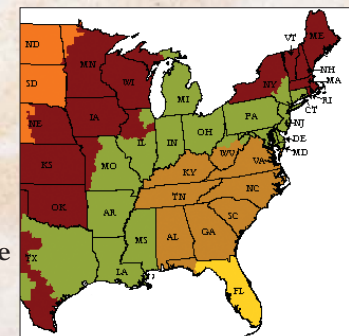 ND
SD
NE
KS
OK
TX
MN
IA
MO
AR
LA
WI
IL
MS
MI
IN
OH
KY
TN
AL
GA
FL
SC
NC
VA
WV
PA
NY
VT
ME
NH
MA
RI
CT
NJ
DE
MD
e